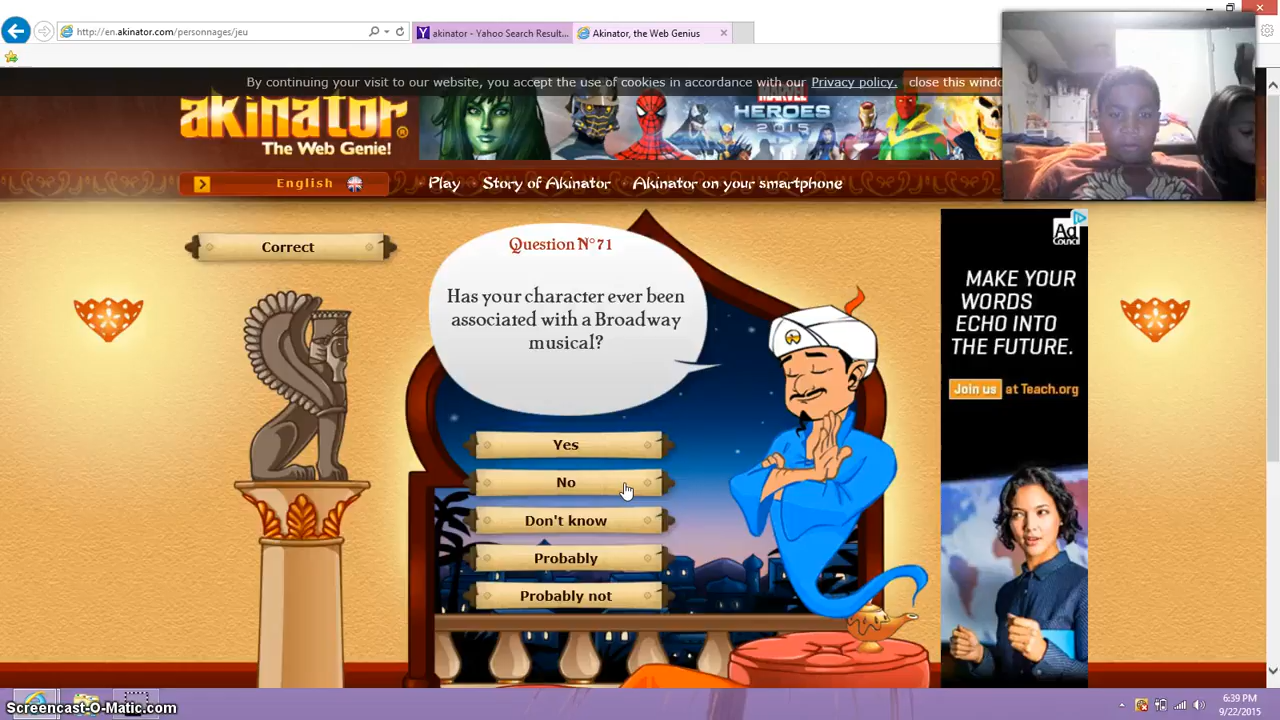 http://en.akinator.com/personnages/jeu
akinator - Yahoo Search Result...
Akinator, the Web Genius
By continuing your visit to our website, you accept the use of cookies in accordance with our Privacy policy. close this windo
akinator®
The Web Genie!
MARVEL
HEROES
2015
English
Play
Story of Akinator
Akinator on your smartphone
Correct
Question N°71
Has your character ever been
associated with a Broadway
musical?
Yes
No
Don't know
Probably
Probably not
Ad
Council
MAKE YOUR
WORDS
ECHO INTO
THE FUTURE.
Join us at Teach.org
Screencast-O-Matic.com
6:39 PM
9/22/2015